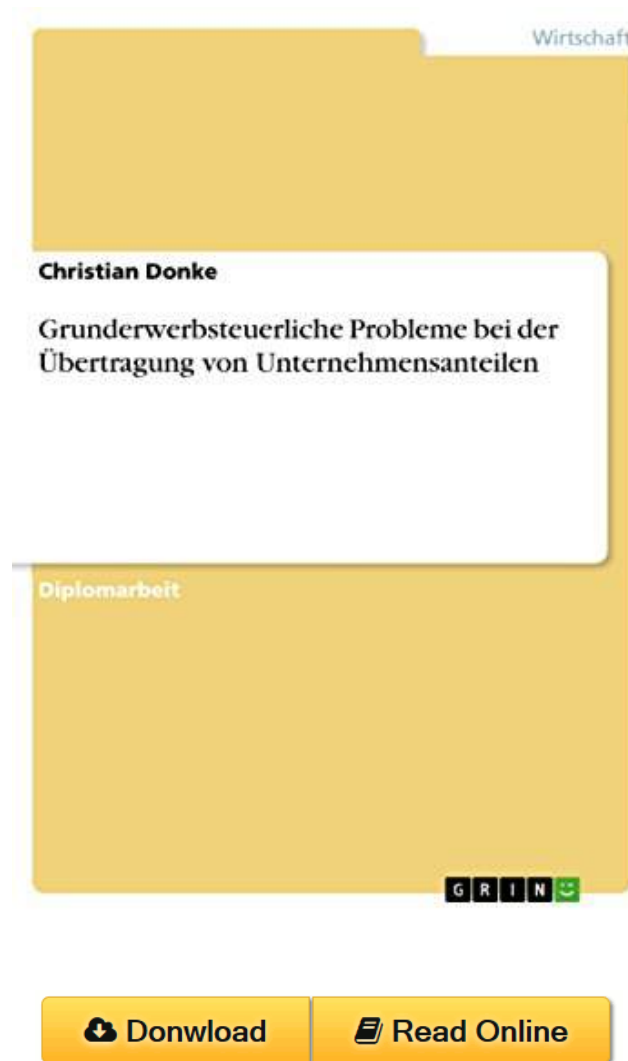 Wirtschaft
Christian Donke
Grunderwerbsteuerliche Probleme bei der
Übertragung von Unternehmensanteilen
Diplomarbeit
GRIN
Donwload
Read Online